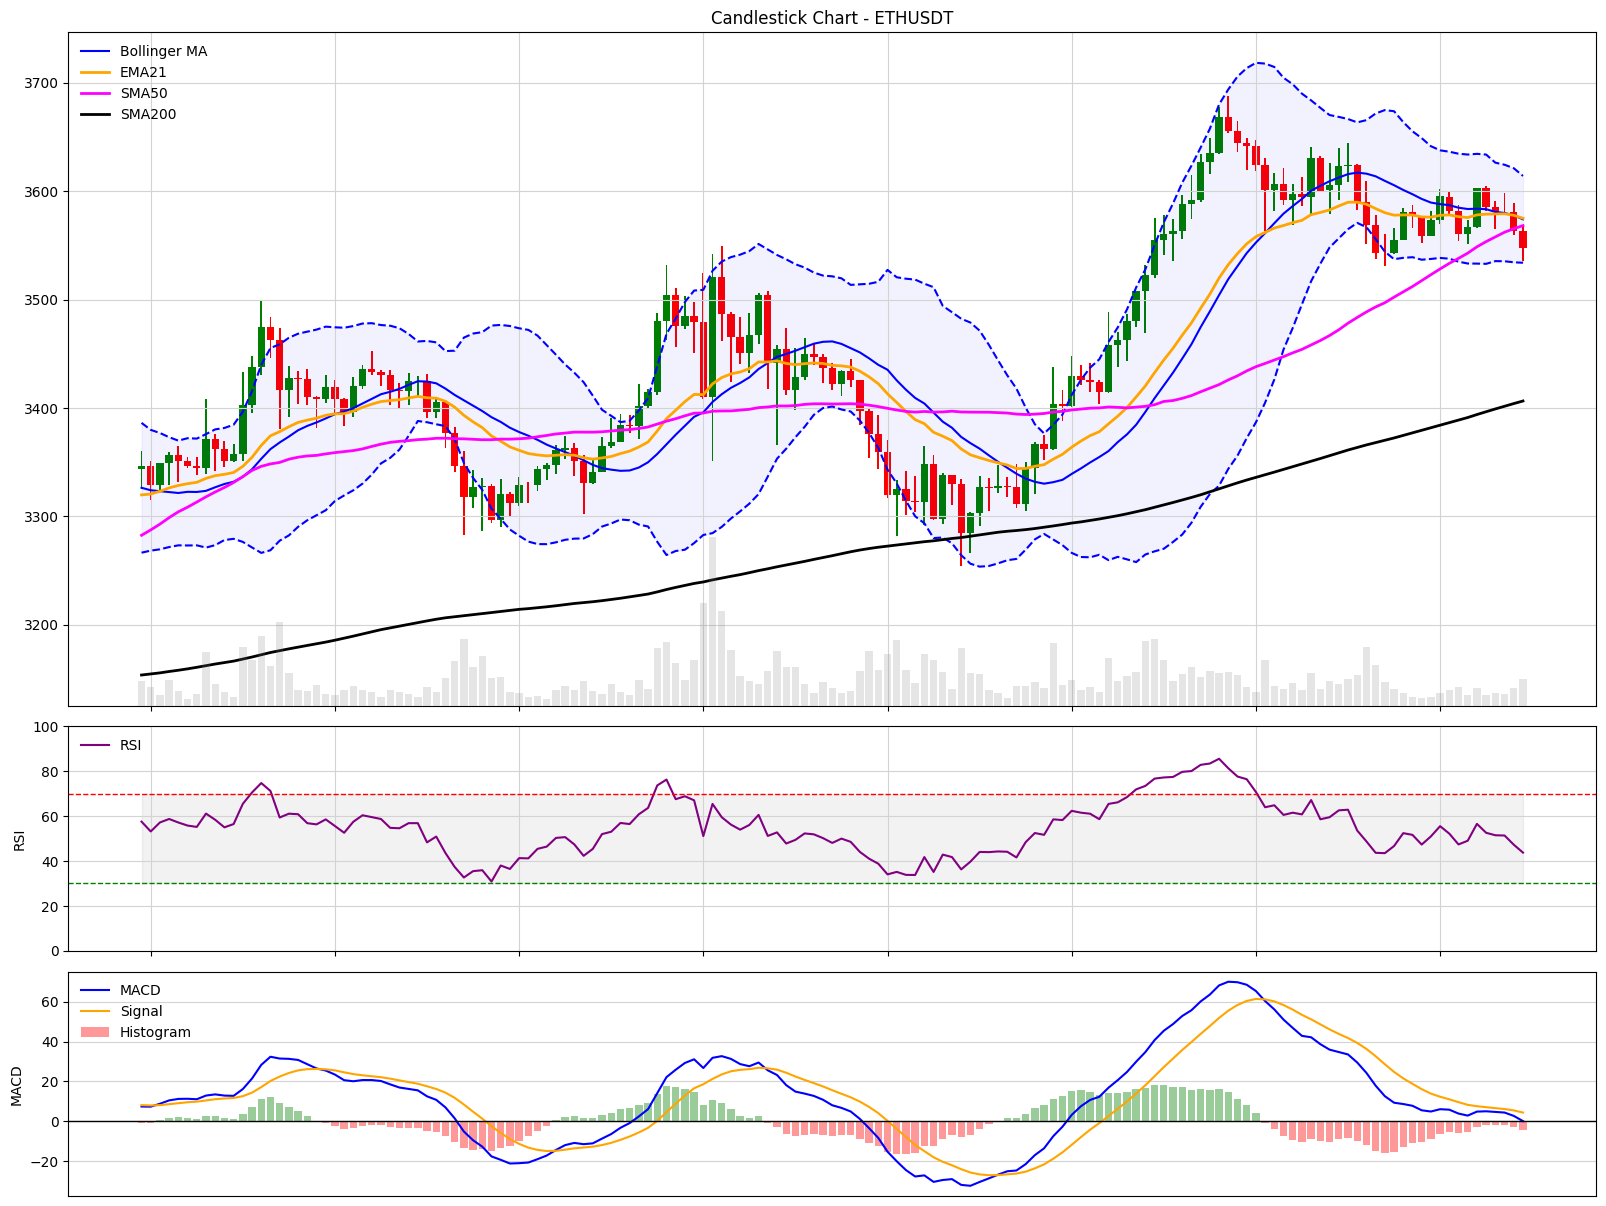 Candlestick Chart - ETHUSDT
Bollinger MA
EMA21
SMA50
SMA200
3700
3600
3500
3400
3300
3200
RSI
100
80
60
40
20
0
RSI
MACD
Signal
Histogram
60
40
20
0
−20
MACD